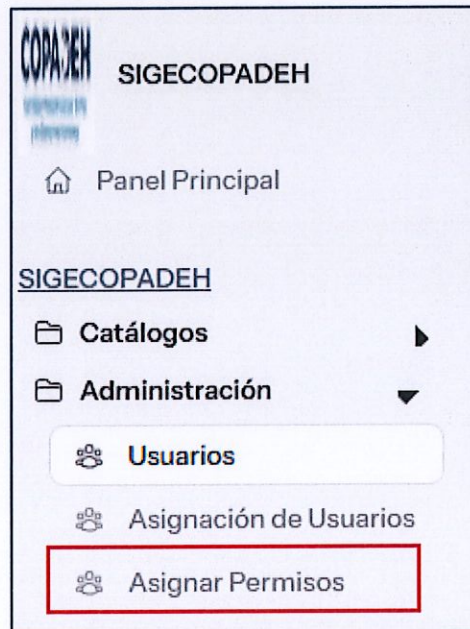 COPADEH
SIGECOPADEH
Panel Principal
SIGECOPADEH
Catálogos
Administración
Usuarios
Asignación de Usuarios
Asignar Permisos